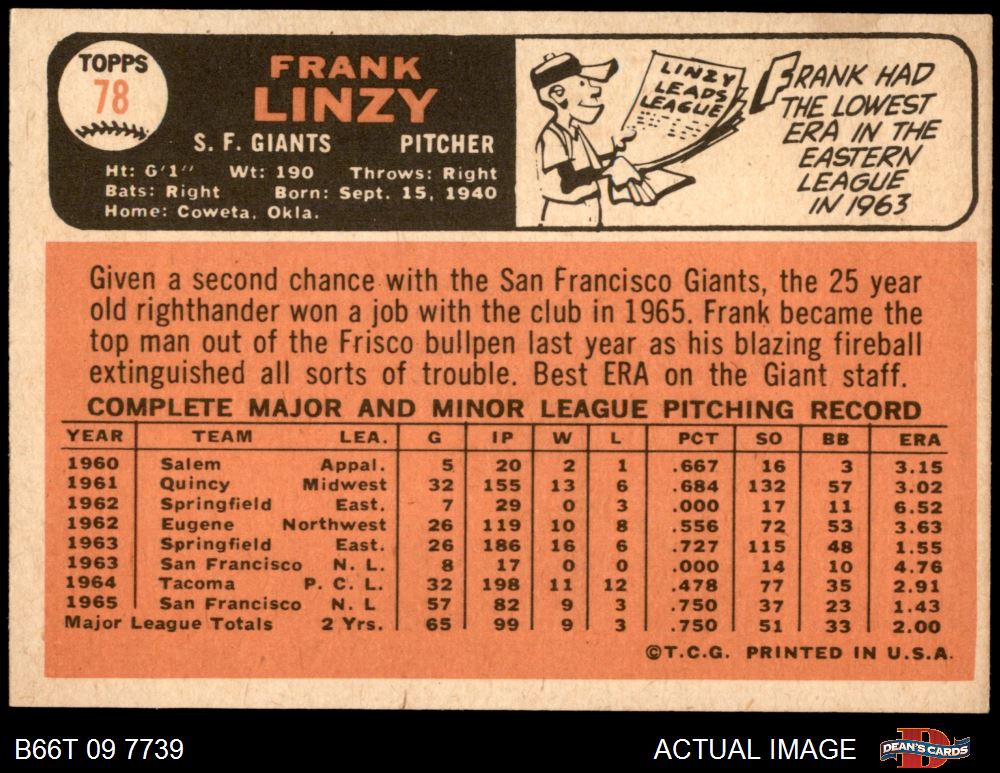 TOPPS
78
FRANK
LINZY
S. F. GIANTS PITCHER
Ht: 6'1" Wt: 190 Throws: Right
Bats: Right Born: Sept. 15, 1940
Home: Coweta, Okla.
LINZY
LEADS
LEAGUE
FRANK HAD
THE LOWEST
ERA IN THE
EASTERN
LEAGUE
IN 1963
Given a second chance with the San Francisco Giants, the 25 year
old righthander won a job with the club in 1965. Frank became the
top man out of the Frisco bullpen last year as his blazing fireball
extinguished all sorts of trouble. Best ERA on the Giant staff.
COMPLETE MAJOR AND MINOR LEAGUE PITCHING RECORD
YEAR TEAM LEA. G IP W L PCT SO BB ERA
1960 Salem Appal. 5 20 2 1 .667 16 3 3.15
1961 Quincy Midwest 32 155 13 6 .684 132 57 3.02
1962 Springfield East. 7 29 0 3 .000 17 11 6.52
1962 Eugene Northwest 26 119 10 8 .556 72 53 3.63
1963 Springfield East. 26 186 16 6 .727 115 48 1.55
1963 San Francisco N. L. 8 17 0 0 .000 14 10 4.76
1964 Tacoma P. C. L. 32 198 11 12 .478 77 35 2.91
1965 San Francisco N. L 57 82 9 3 .750 37 23 1.43
Major League Totals 2 Yrs. 65 99 9 3 .750 51 33 2.00
©T.C.G. PRINTED IN U.S.A.
B66T 09 7739 ACTUAL IMAGE DEAN'S CARDS